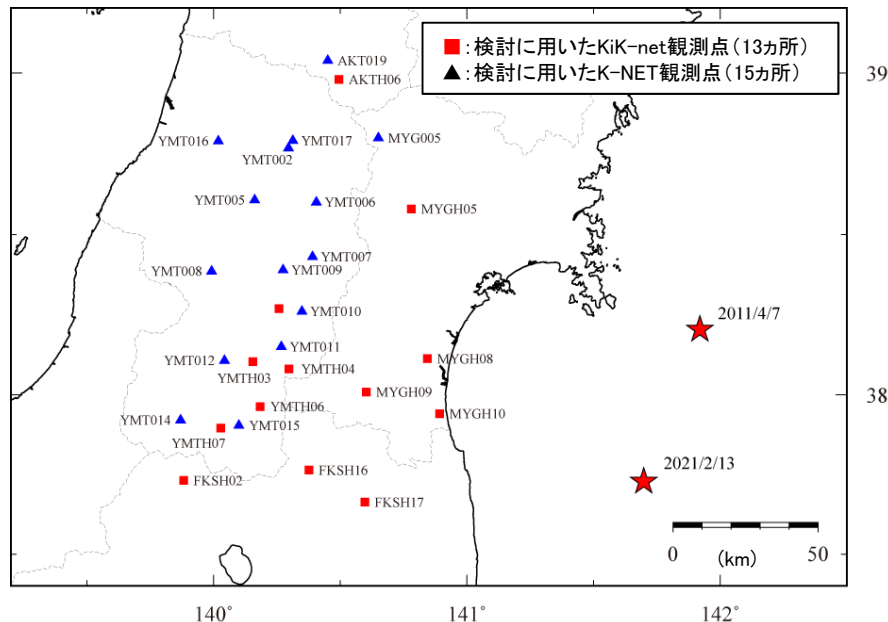 ■:検討に用いたKiK-net観測点(13ヵ所)
▲:検討に用いたK-NET観測点(15ヵ所)
39
AKT019
AKTH06
YMT016
YMT017
MYG005
YMT002
YMT005
YMT006
MYGH05
YMT007
YMT008
YMT009
YMT010
2011/4/7
YMT011
YMT012
MYGH08
YMTH03
YMTH04
MYGH09
38
YMTH06
MYGH10
YMT014
YMT015
YMTH07
FKSH16
2021/2/13
FKSH02
FKSH17
0 (km) 50
140° 141° 142°